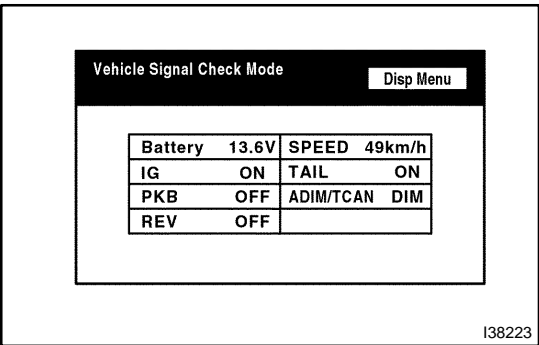 Vehicle Signal Check Mode
Disp Menu
Battery 13.6V SPEED 49km/h
IG ON TAIL ON
PKB OFF ADIM/TCAN DIM
REV OFF
I38223